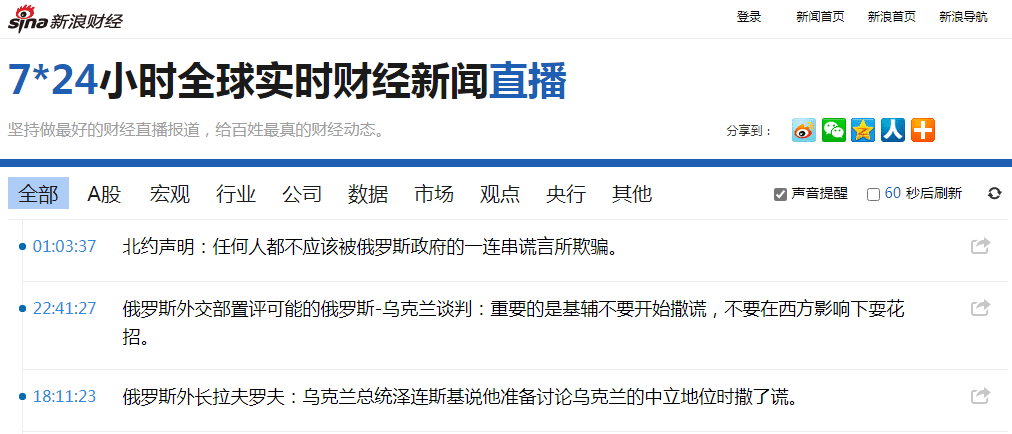 sina新浪财经 登录 新闻首页 新浪首页 新浪导航
7*24小时全球实时财经新闻直播
坚持做最好的财经直播报道，给百姓最真的财经动态。 分享到：
全部 A股 宏观 行业 公司 数据 市场 观点 央行 其他 声音提醒 60 秒后刷新
01:03:37 北约声明：任何人都不应该被俄罗斯政府的一连串谎言所欺骗。
22:41:27 俄罗斯外交部置评可能的俄罗斯-乌克兰谈判：重要的是基辅不要开始撒谎，不要在西方影响下耍花
招。
18:11:23 俄罗斯外长拉夫罗夫：乌克兰总统泽连斯基说他准备讨论乌克兰的中立地位时撒了谎。